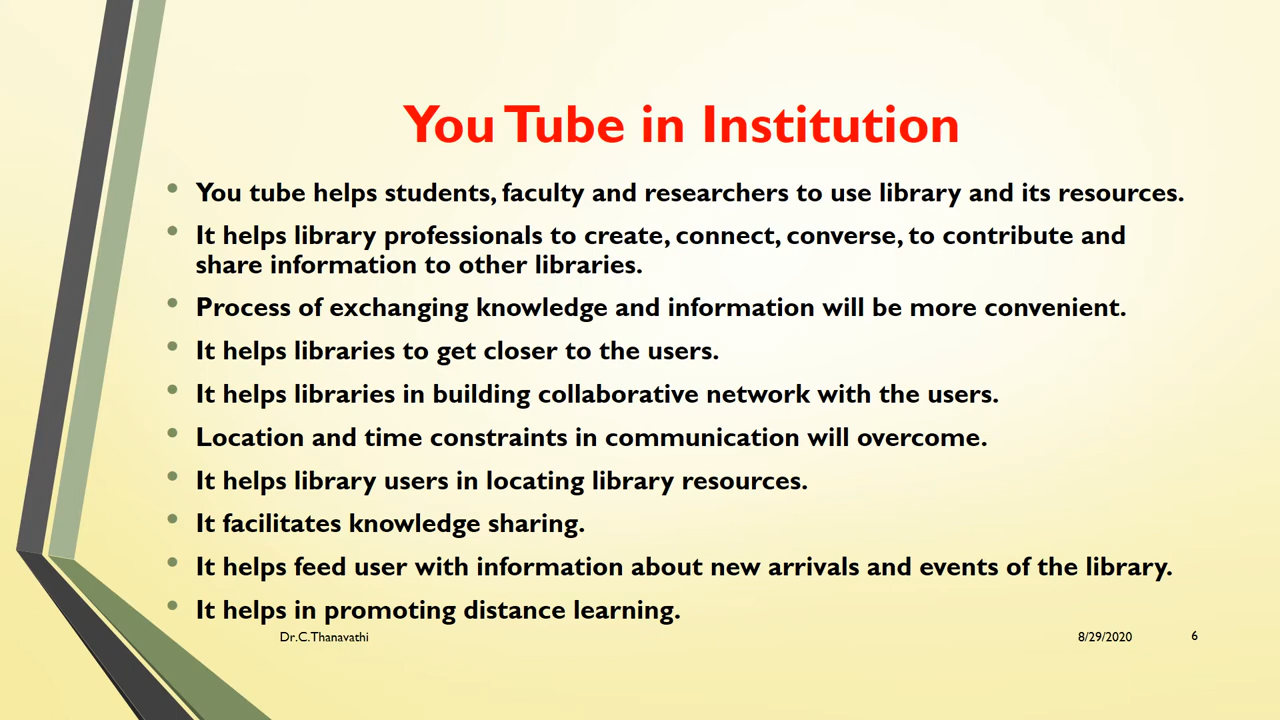 You Tube in Institution
• You tube helps students, faculty and researchers to use library and its resources.
• It helps library professionals to create, connect, converse, to contribute and
share information to other libraries.
• Process of exchanging knowledge and information will be more convenient.
• It helps libraries to get closer to the users.
• It helps libraries in building collaborative network with the users.
• Location and time constraints in communication will overcome.
• It helps library users in locating library resources.
• It facilitates knowledge sharing.
• It helps feed user with information about new arrivals and events of the library.
• It helps in promoting distance learning.
Dr.C.Thanavathi 8/29/2020 6